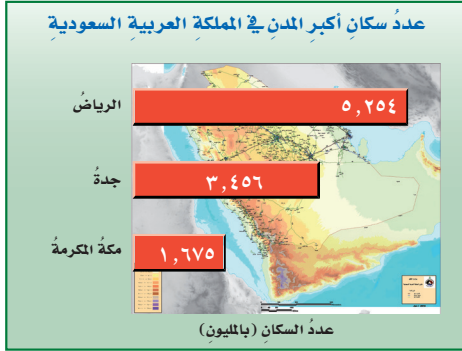 عددُ سكانِ أكبرِ المدنِ في المملكةِ العربيةِ السعوديةِ
الرياضُ ٥,٢٥٤
جدةُ ٣,٤٥٦
مكةُ المكرمةُ ١,٦٧٥
عددُ السكانِ (بالمليونِ)